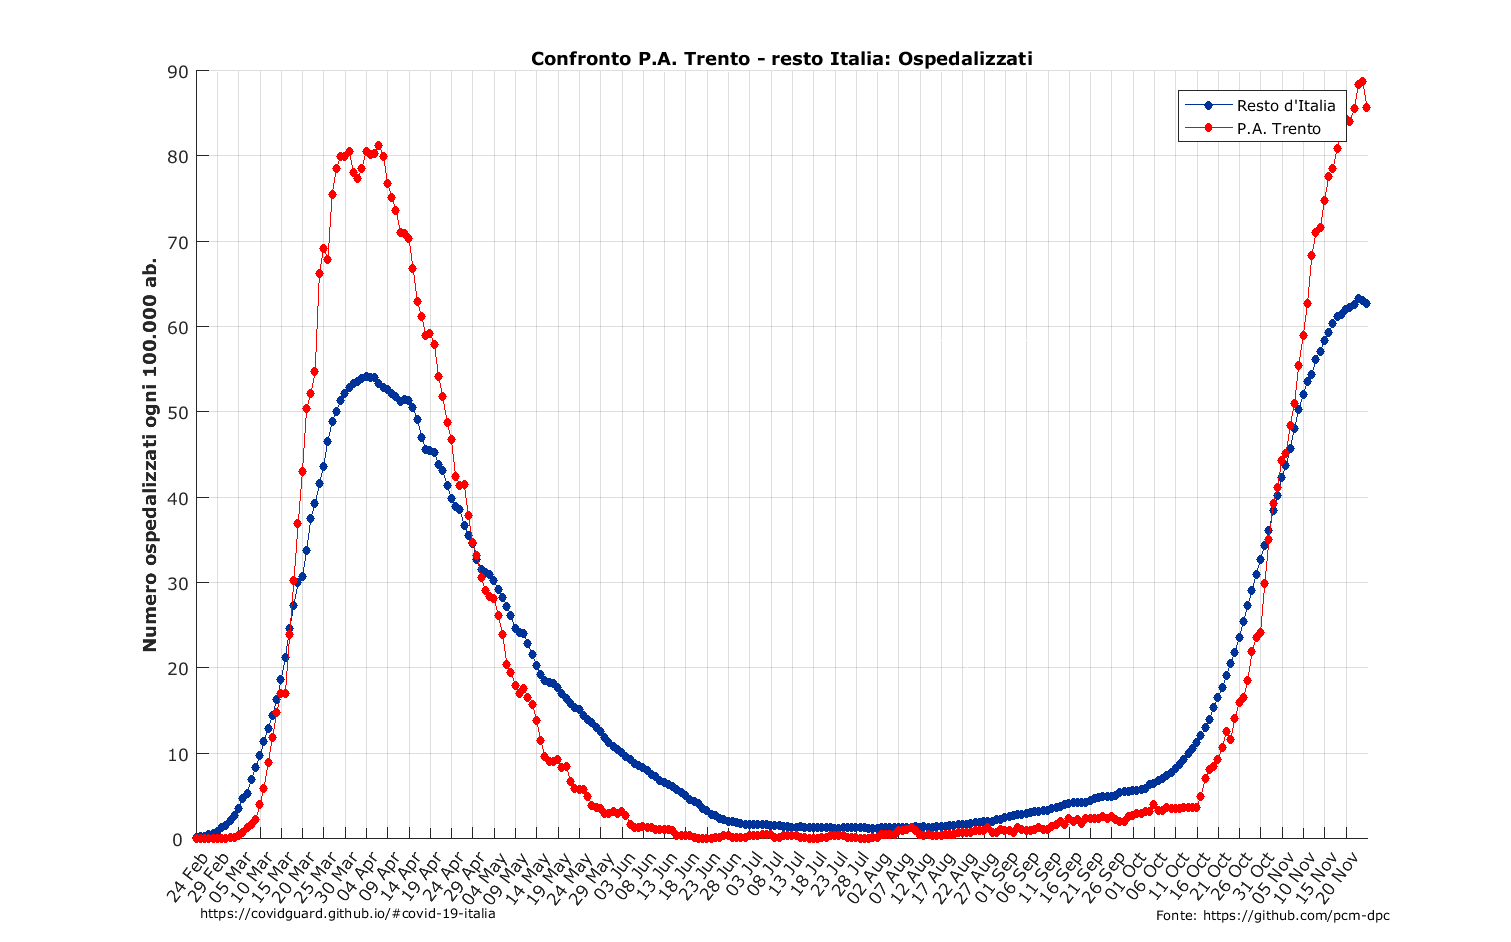 Confronto P.A. Trento - resto Italia: Ospedalizzati
Numero ospedalizzati ogni 100.000 ab.
90
80
70
60
50
40
30
20
10
0
Resto d'Italia
P.A. Trento
24 Feb
29 Feb
05 Mar
10 Mar
15 Mar
20 Mar
25 Mar
30 Mar
04 Apr
09 Apr
14 Apr
19 Apr
24 Apr
29 Apr
04 May
09 May
14 May
19 May
24 May
29 May
03 Jun
08 Jun
13 Jun
18 Jun
23 Jun
28 Jun
03 Jul
08 Jul
13 Jul
18 Jul
23 Jul
28 Jul
02 Aug
07 Aug
12 Aug
17 Aug
22 Aug
27 Aug
01 Sep
06 Sep
11 Sep
16 Sep
21 Sep
26 Sep
01 Oct
06 Oct
11 Oct
16 Oct
21 Oct
26 Oct
31 Oct
05 Nov
10 Nov
15 Nov
20 Nov
https://covidguard.github.io/#covid-19-italia
Fonte: https://github.com/pcm-dpc